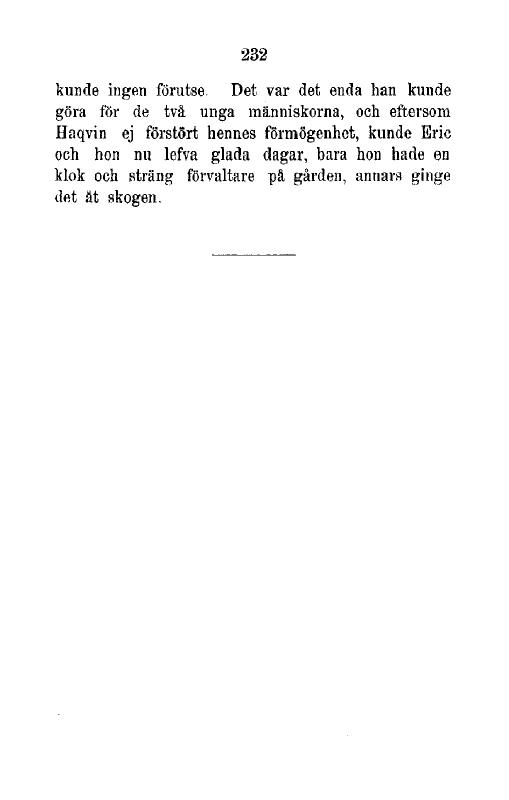 232
kunde ingen förutse. Det var det enda han kunde
göra för de två unga människorna, och eftersom
Haqvin ej förstört hennes förmögenhet, kunde Eric
och hon nu lefva glada dagar, bara hon hade en
klok och sträng förvaltare på gården, annars ginge
det åt skogen.